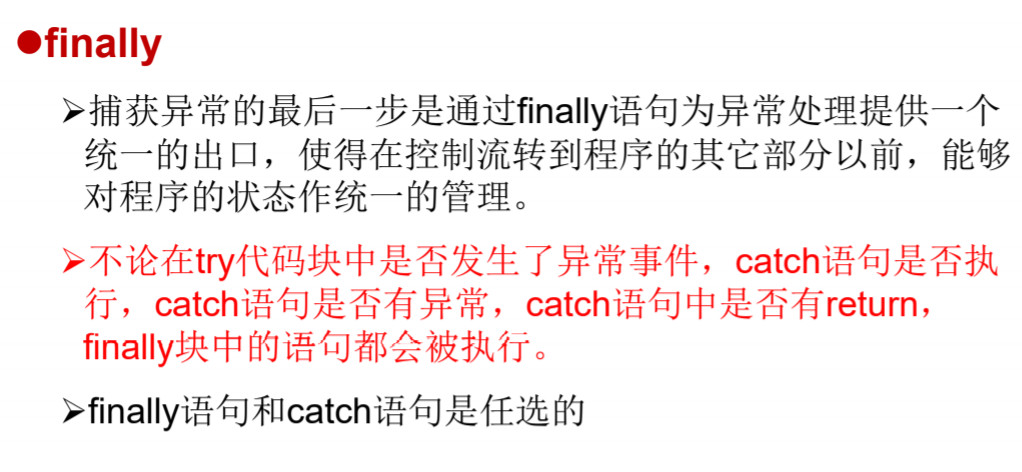 ●finally
➢捕获异常的最后一步是通过finally语句为异常处理提供一个
统一的出口，使得在控制流转到程序的其它部分以前，能够
对程序的状态作统一的管理。
➢不论在try代码块中是否发生了异常事件，catch语句是否执
行，catch语句是否有异常，catch语句中是否有return，
finally块中的语句都会被执行。
➢finally语句和catch语句是任选的